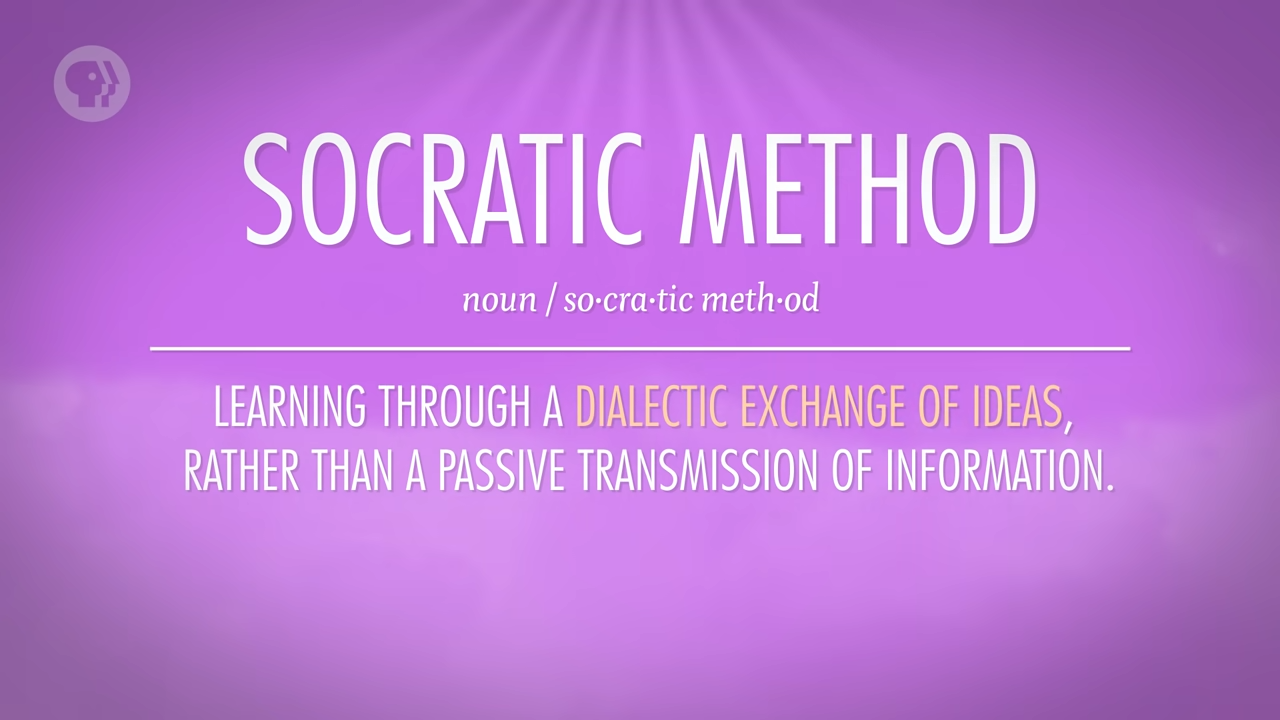 SOCRATIC METHOD
noun / so•cra•tic meth•od
LEARNING THROUGH A DIALECTIC EXCHANGE OF IDEAS,
RATHER THAN A PASSIVE TRANSMISSION OF INFORMATION.